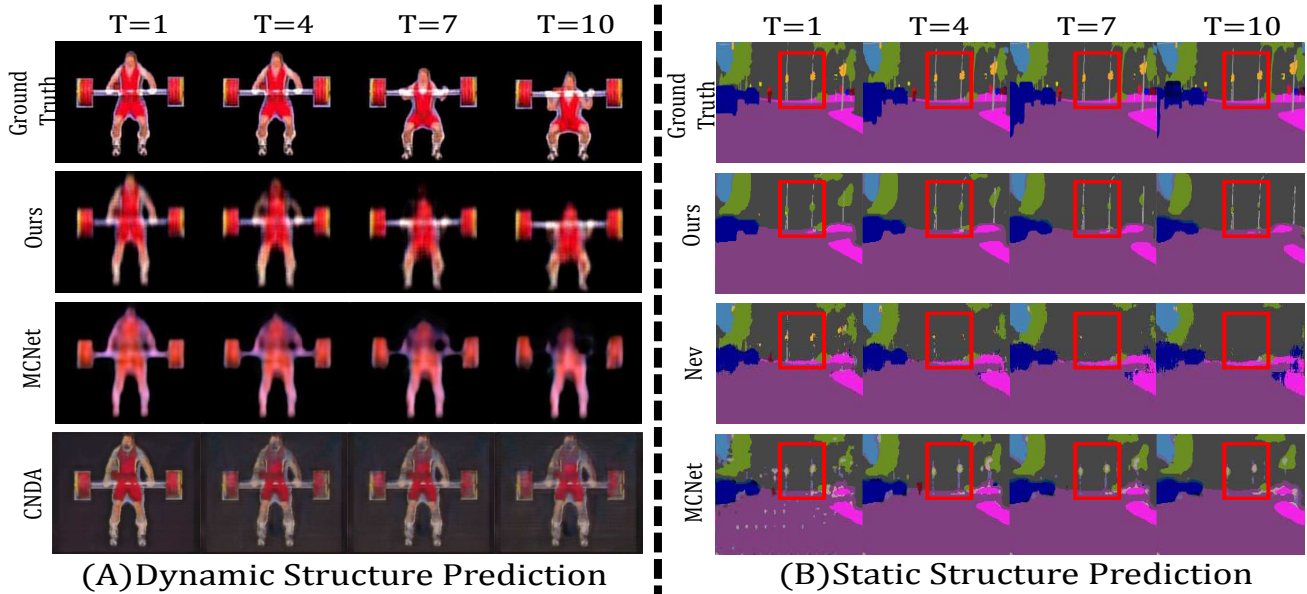 T=1 T=4 T=7 T=10
Ground
Truth
Ours
MCNet
CNDA
(A)Dynamic Structure Prediction
T=1 T=4 T=7 T=10
Ground
Truth
Ours
Nev
MCNet
(B)Static Structure Prediction